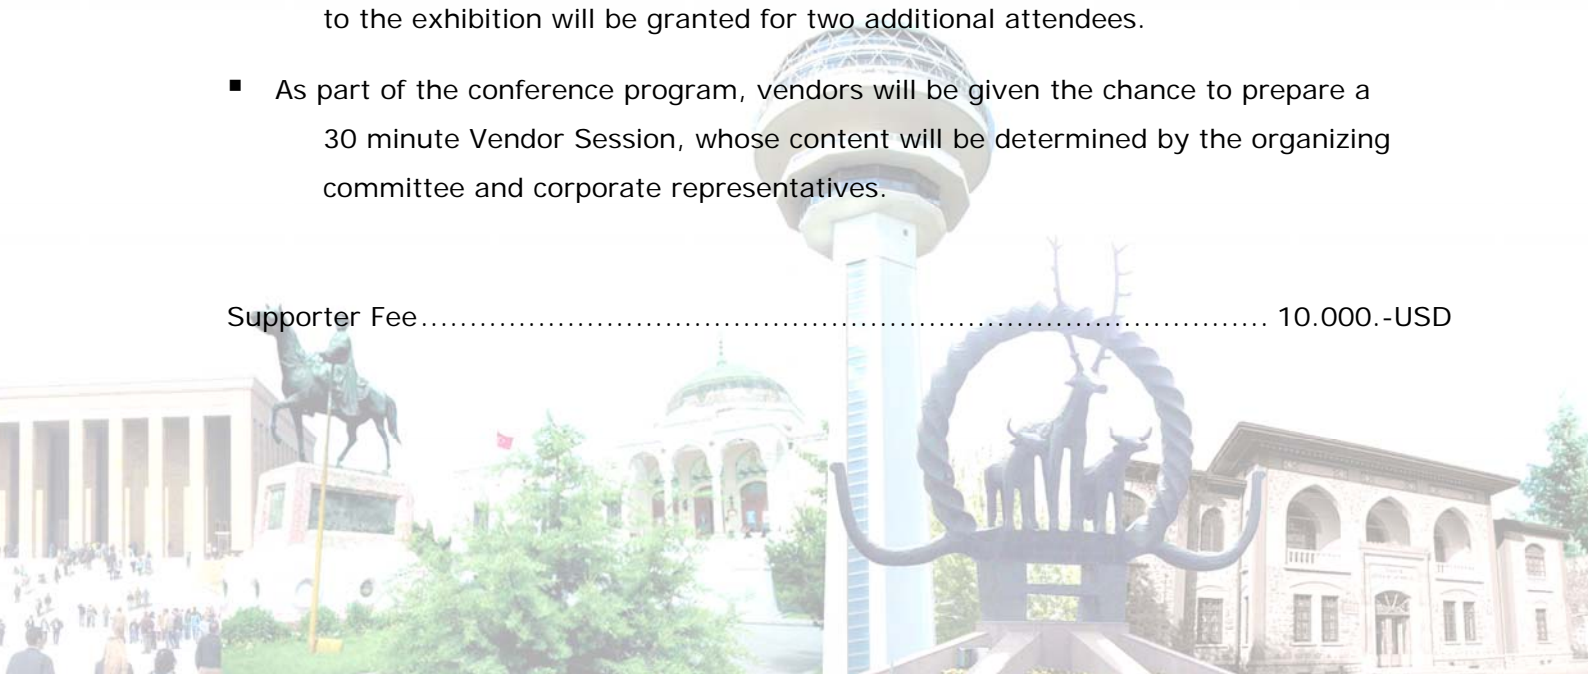 to the exhibition will be granted for two additional attendees.
▪ As part of the conference program, vendors will be given the chance to prepare a
30 minute Vendor Session, whose content will be determined by the organizing
committee and corporate representatives.
Supporter Fee.......................................................................................... 10.000.-USD